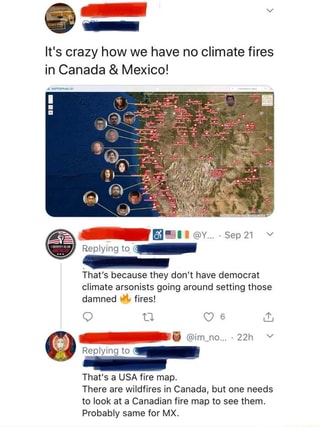 It's crazy how we have no climate fires
in Canada & Mexico!
@Y... · Sep 21
Replying to
That's because they don't have democrat
climate arsonists going around setting those
damned 🔥 fires!
6
@im_no... · 22h
Replying to
That's a USA fire map.
There are wildfires in Canada, but one needs
to look at a Canadian fire map to see them.
Probably same for MX.